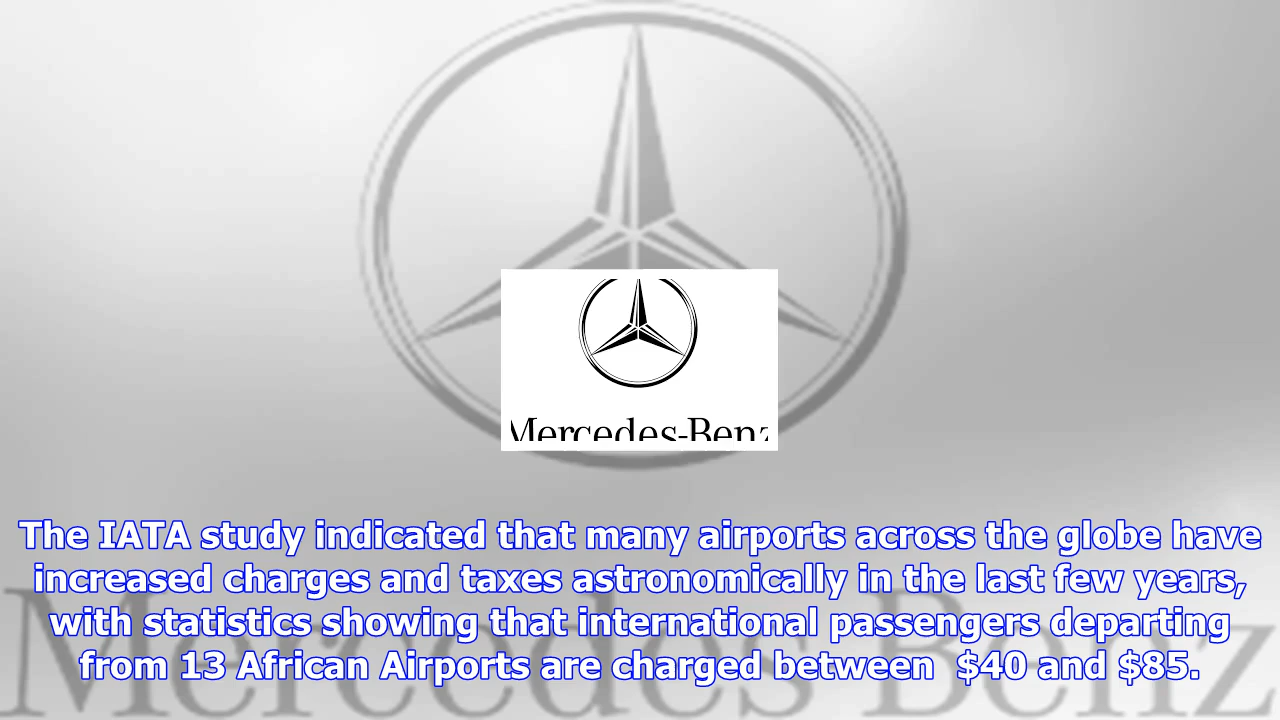 Mercedes-Benz
The IATA study indicated that many airports across the globe have
increased charges and taxes astronomically in the last few years,
with statistics showing that international passengers departing
from 13 African Airports are charged between  $40 and $85.
Mercedes Benz